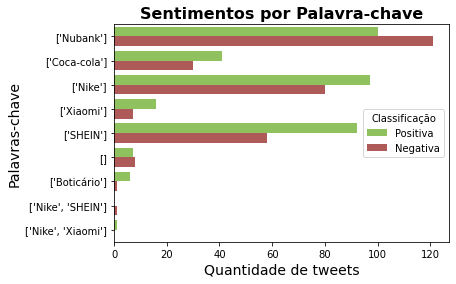 Sentimentos por Palavra-chave
Palavras-chave
['Nubank']
['Coca-cola']
['Nike']
['Xiaomi']
['SHEIN']
[]
['Boticário']
['Nike', 'SHEIN']
['Nike', 'Xiaomi']
Classificação
Positiva
Negativa
0 20 40 60 80 100 120
Quantidade de tweets